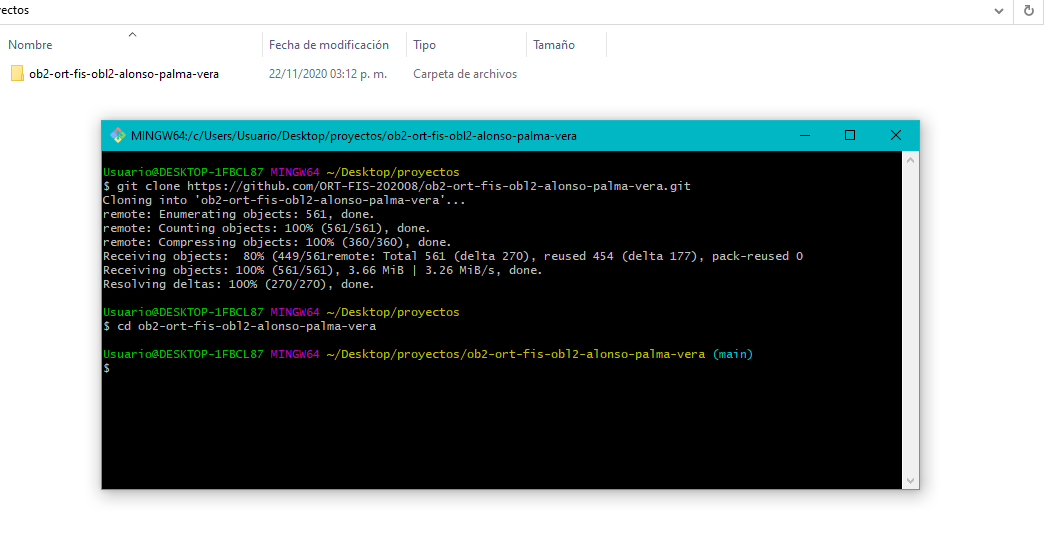 yectos
Nombre Fecha de modificación Tipo Tamaño
ob2-ort-fis-obl2-alonso-palma-vera 22/11/2020 03:12 p. m. Carpeta de archivos
MINGW64:/c/Users/Usuario/Desktop/proyectos/ob2-ort-fis-obl2-alonso-palma-vera
Usuario@DESKTOP-1FBCL87 MINGW64 ~/Desktop/proyectos
$ git clone https://github.com/ORT-FIS-202008/ob2-ort-fis-obl2-alonso-palma-vera.git
Cloning into 'ob2-ort-fis-obl2-alonso-palma-vera'...
remote: Enumerating objects: 561, done.
remote: Counting objects: 100% (561/561), done.
remote: Compressing objects: 100% (360/360), done.
Receiving objects:  80% (449/561remote: Total 561 (delta 270), reused 454 (delta 177), pack-reused 0
Receiving objects: 100% (561/561), 3.66 MiB | 3.26 MiB/s, done.
Resolving deltas: 100% (270/270), done.
Usuario@DESKTOP-1FBCL87 MINGW64 ~/Desktop/proyectos
$ cd ob2-ort-fis-obl2-alonso-palma-vera
Usuario@DESKTOP-1FBCL87 MINGW64 ~/Desktop/proyectos/ob2-ort-fis-obl2-alonso-palma-vera (main)
$